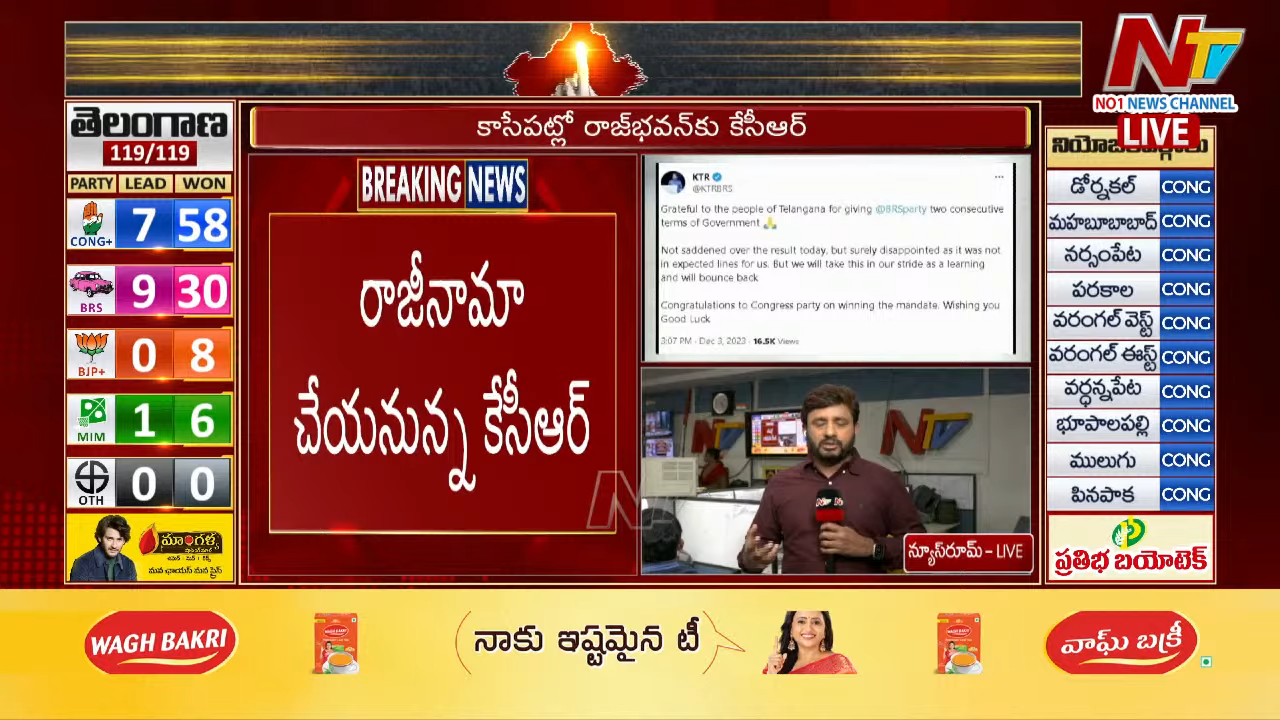 NTV
NO1 NEWS CHANNEL
LIVE
తెలంగాణ
119/119
PARTY LEAD WON
CONG+ 7 58
BRS 9 30
BJP+ 0 8
MIM 1 6
OTH 0 0
మాంగళ్య
కాసేపట్లో రాజ్‌భవన్‌కు కేసీఆర్
BREAKING NEWS
రాజీనామా
చేయనున్న కేసీఆర్
KTR
@KTRBRS
Grateful to the people of Telangana for giving @BRSparty two consecutive
terms of Government 🙏
Not saddened over the result today, but surely disappointed as it was not
in expected lines for us. But we will take this in our stride as a learning
and will bounce back
Congratulations to Congress party on winning the mandate. Wishing you
Good Luck
3:07 PM · Dec 3, 2023 · 16.5K Views
NTV
న్యూస్‌రూమ్ – LIVE
డోర్నకల్ CONG
మహబూబాబాద్ CONG
నర్సంపేట CONG
పరకాల CONG
వరంగల్ వెస్ట్ CONG
వరంగల్ ఈస్ట్ CONG
వర్ధన్నపేట CONG
భూపాలపల్లి CONG
ములుగు CONG
పినపాక CONG
ప్రతిభ బయోటెక్
WAGH BAKRI
నాకు ఇష్టమైన టీ
వాఘ్ బక్రీ